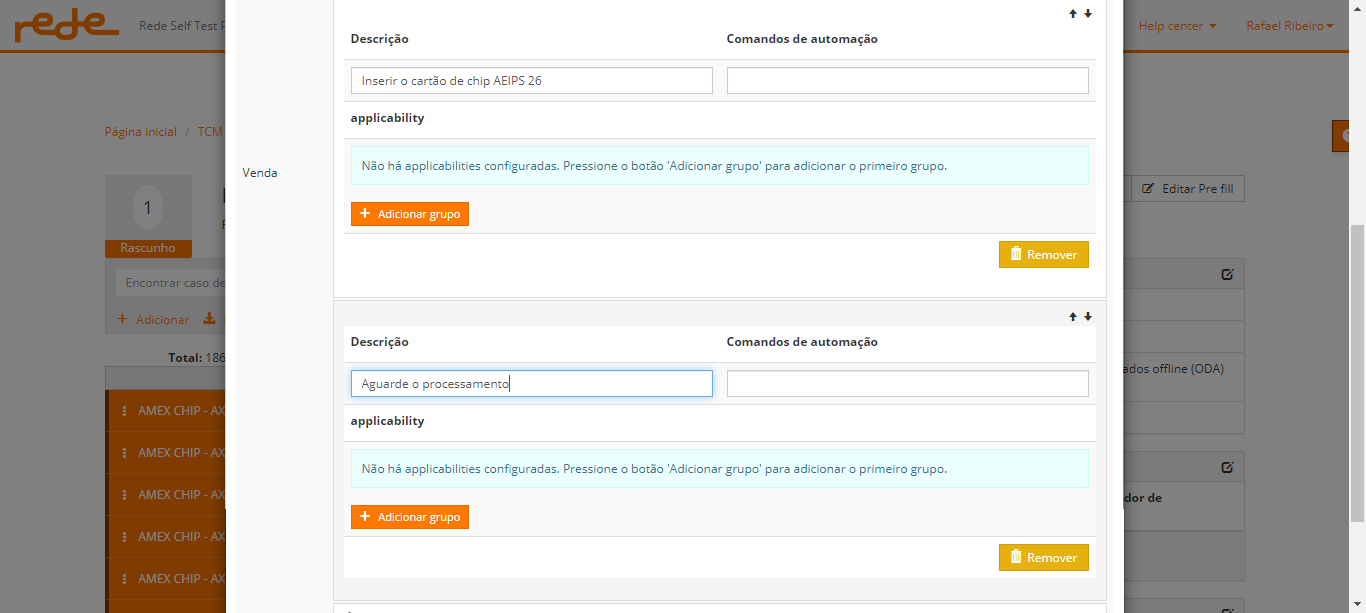 rede
Rede Self Test
Help center
Rafael Ribeiro
Página inicial / TCM
1
Rascunho
Encontrar caso de
Adicionar
Total: 186
AMEX CHIP - AX
AMEX CHIP - AX
AMEX CHIP - AX
AMEX CHIP - AX
AMEX CHIP - AX
Venda
Descrição
Comandos de automação
Inserir o cartão de chip AEIPS 26
applicability
Não há applicabilities configuradas. Pressione o botão 'Adicionar grupo' para adicionar o primeiro grupo.
Adicionar grupo
Remover
Descrição
Comandos de automação
Aguarde o processamento
applicability
Não há applicabilities configuradas. Pressione o botão 'Adicionar grupo' para adicionar o primeiro grupo.
Adicionar grupo
Remover
Editar Pre fill
ados offline (ODA)
dor de